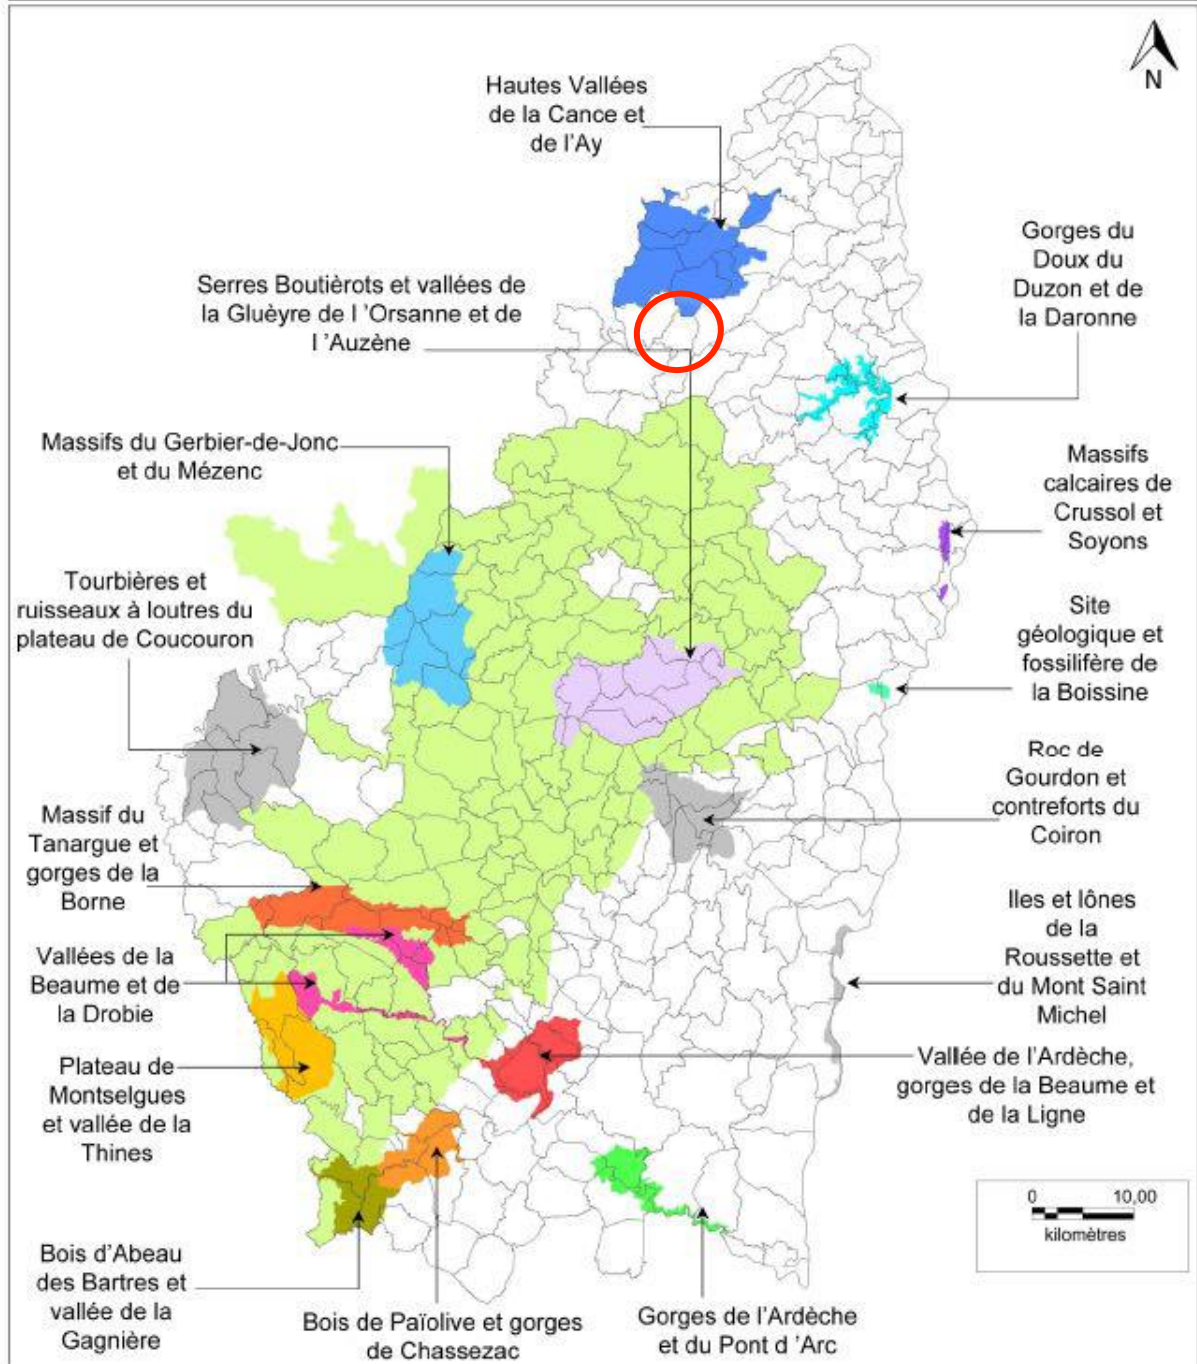 N
Hautes Vallées
de la Cance et
de l'Ay
Gorges du
Doux du
Duzon et de
la Daronne
Serres Boutièrots et vallées de
la Gluèyre de l 'Orsanne et de
l 'Auzène
Massifs du Gerbier-de-Jonc
et du Mézenc
Massifs
calcaires de
Crussol et
Soyons
Tourbières et
ruisseaux à loutres du
plateau de Coucouron
Site
géologique et
fossilifère de
la Boissine
Roc de
Gourdon et
contreforts du
Coiron
Massif du
Tanargue et
gorges de la
Borne
Iles et lônes
de la
Roussette et
du Mont Saint
Michel
Vallées de la
Beaume et de
la Drobie
Vallée de l'Ardèche,
gorges de la Beaume et
de la Ligne
Plateau de
Montselgues
et vallée de la
Thines
0 10,00
kilomètres
Bois d'Abeau
des Bartres et
vallée de la
Gagnière
Bois de Païolive et gorges
de Chassezac
Gorges de l'Ardèche
et du Pont d 'Arc